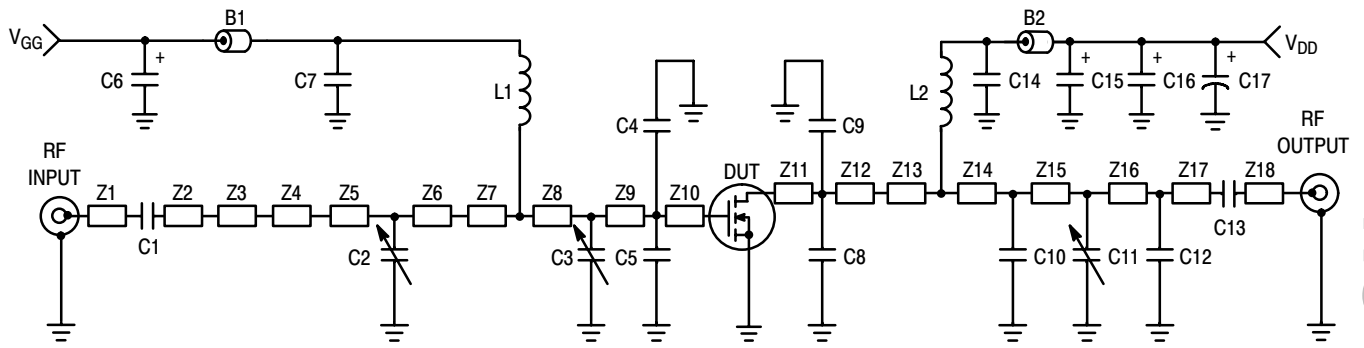 B1
B2
V_GG
V_DD
C6 +
C7
L1
C4
C9
L2
C14
+ C15
+ C16
+ C17
RF
INPUT
RF
OUTPUT
DUT
Z1
Z2
Z3
Z4
Z5
Z6
Z7
Z8
Z9
Z10
Z11
Z12
Z13
Z14
Z15
Z16
Z17
Z18
C1
C2
C3
C5
C8
C10
C11
C12
C13